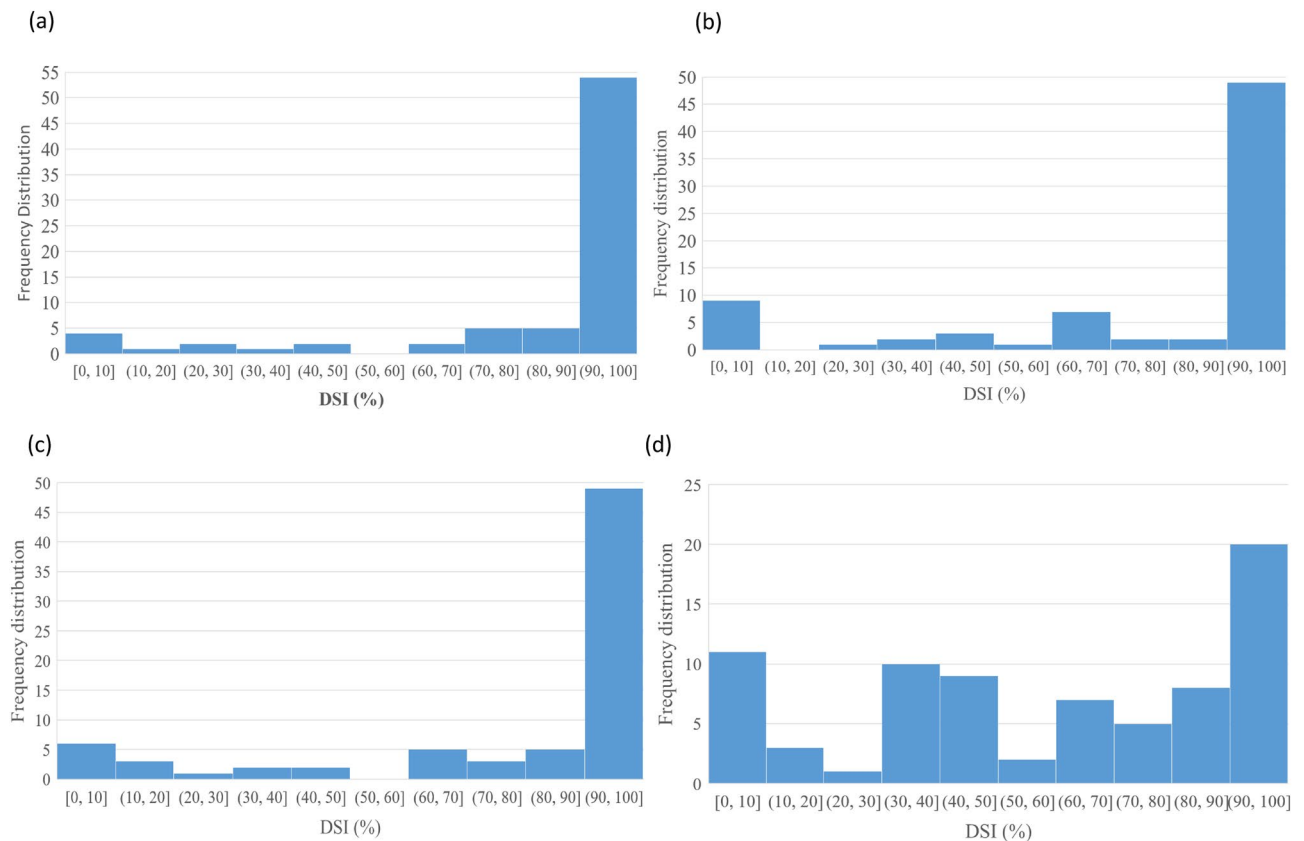 (a)
Frequency Distribution
55
50
45
40
35
30
25
20
15
10
5
0
[0, 10] (10, 20] (20, 30] (30, 40] (40, 50] (50, 60] (60, 70] (70, 80] (80, 90] (90, 100]
DSI (%)
(b)
Frequency distribution
50
45
40
35
30
25
20
15
10
5
0
[0, 10] (10, 20] (20, 30] (30, 40] (40, 50] (50, 60] (60, 70] (70, 80] (80, 90] (90, 100]
DSI (%)
(c)
Frequency distribution
50
45
40
35
50
25
20
15
10
5
0
[0, 10] (10, 20] (20, 30] (30, 40] (40, 50] (50, 60] (60, 70] (70, 80] (80, 90] (90, 100]
DSI (%)
(d)
Frequency distribution
25
20
15
10
5
0
[0, 10] (10, 20] (20, 30] (30, 40] (40, 50] (50, 60] (60, 70] (70, 80] (80, 90] (90, 100]
DSI (%)